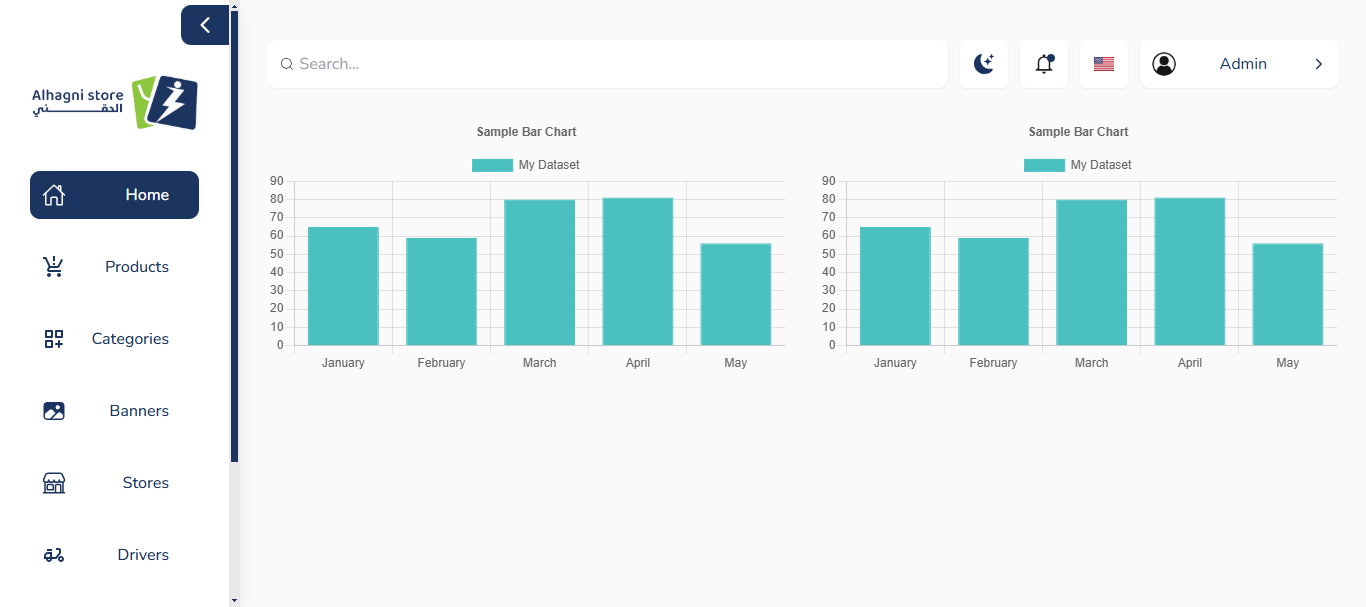 Alhagni store
الدقـــــــني
Home
Products
Categories
Banners
Stores
Drivers
Search...
Admin
Sample Bar Chart
My Dataset
90
80
70
60
50
40
30
20
10
0
January February March April May
Sample Bar Chart
My Dataset
90
80
70
60
50
40
30
20
10
0
January February March April May